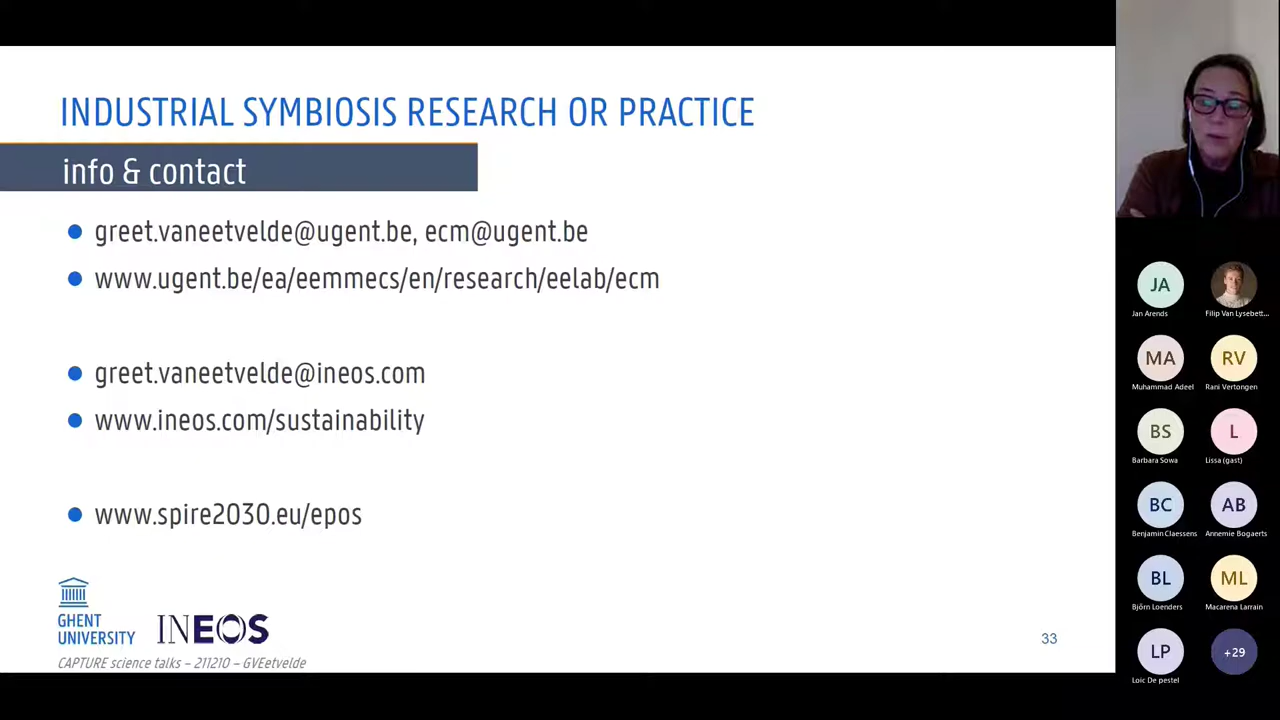 INDUSTRIAL SYMBIOSIS RESEARCH OR PRACTICE
info & contact
greet.vaneetvelde@ugent.be, ecm@ugent.be
www.ugent.be/ea/eemmecs/en/research/eelab/ecm
greet.vaneetvelde@ineos.com
www.ineos.com/sustainability
www.spire2030.eu/epos
GHENT
UNIVERSITY
INEOS
CAPTURE science talks – 211210 – GVEetvelde
33
JA
Jan Arends
Filip Van Lysebett...
MA
RV
Muhammad Adeel
Rani Vertongen
BS
L
Barbara Sowa
Lissa (gast)
BC
AB
Benjamin Claessens
Annemie Bogaerts
BL
ML
Björn Loenders
Macarena Larrain
LP
+29
Loïc De pestel